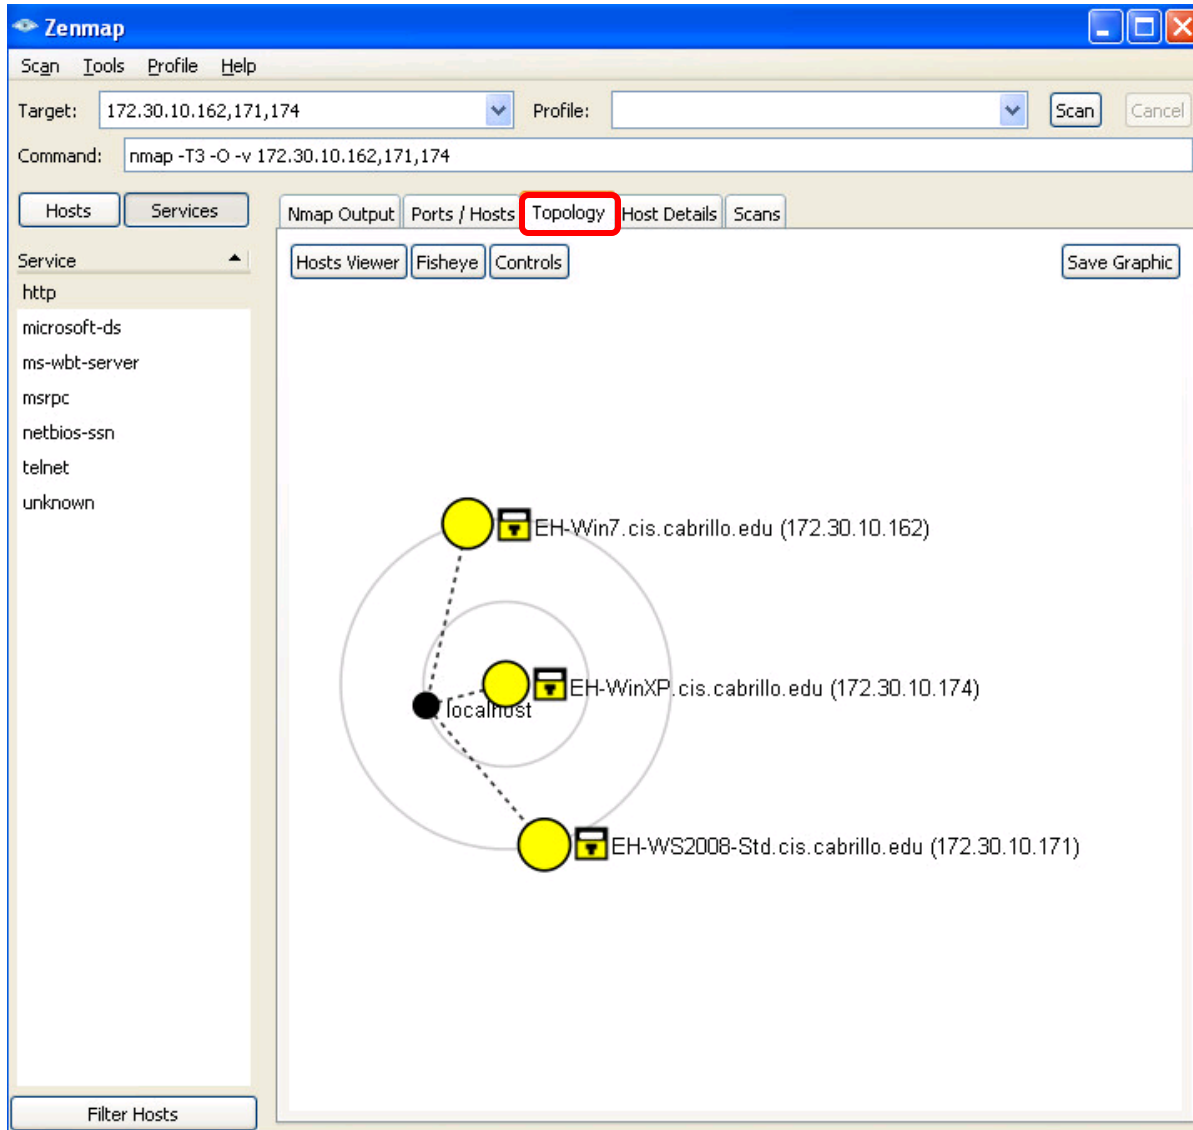 Zenmap
Scan Tools Profile Help
Target: 172.30.10.162,171,174 Profile: Scan Cancel
Command: nmap -T3 -O -v 172.30.10.162,171,174
Hosts Services
Nmap Output Ports / Hosts Topology Host Details Scans
Service
Hosts Viewer Fisheye Controls Save Graphic
http
microsoft-ds
ms-wbt-server
msrpc
netbios-ssn
telnet
unknown
EH-Win7.cis.cabrillo.edu (172.30.10.162)
EH-WinXP.cis.cabrillo.edu (172.30.10.174)
localhost
EH-WS2008-Std.cis.cabrillo.edu (172.30.10.171)
Filter Hosts